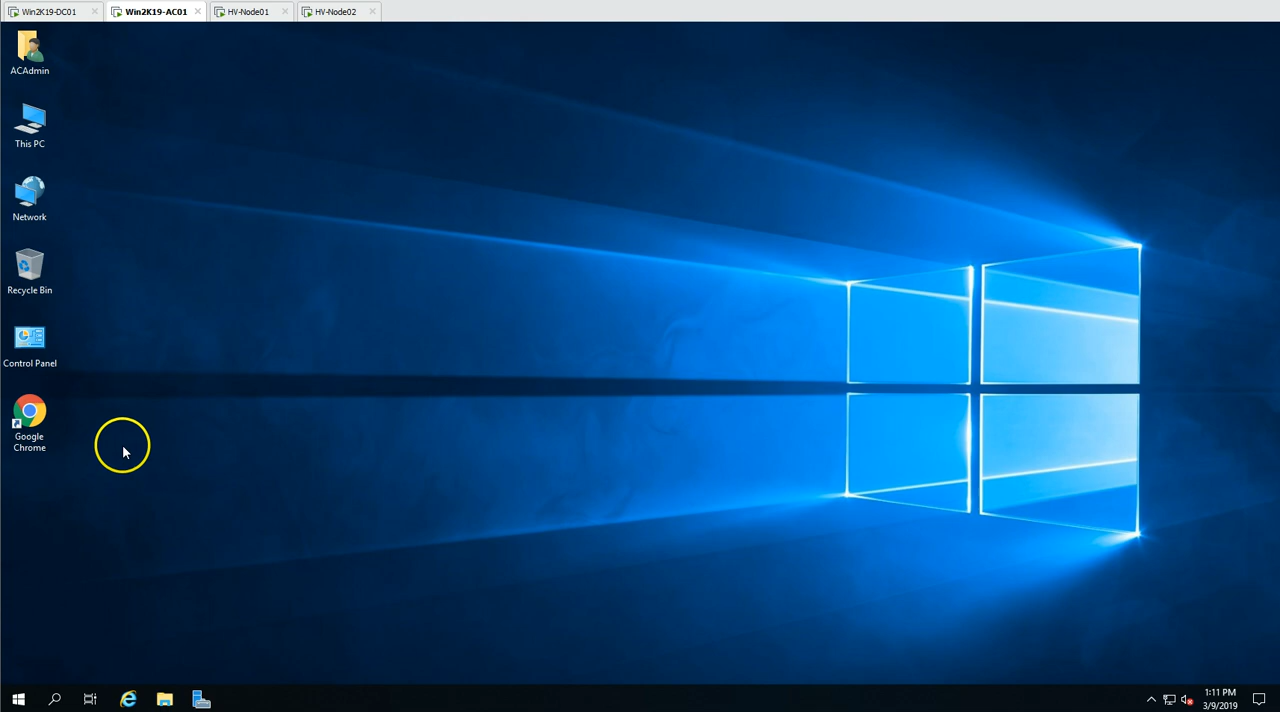 Win2K19-DC01
Win2K19-AC01
HV-Node01
HV-Node02
ACAdmin
This PC
Network
Recycle Bin
Control Panel
Google
Chrome
1:11 PM
3/9/2019